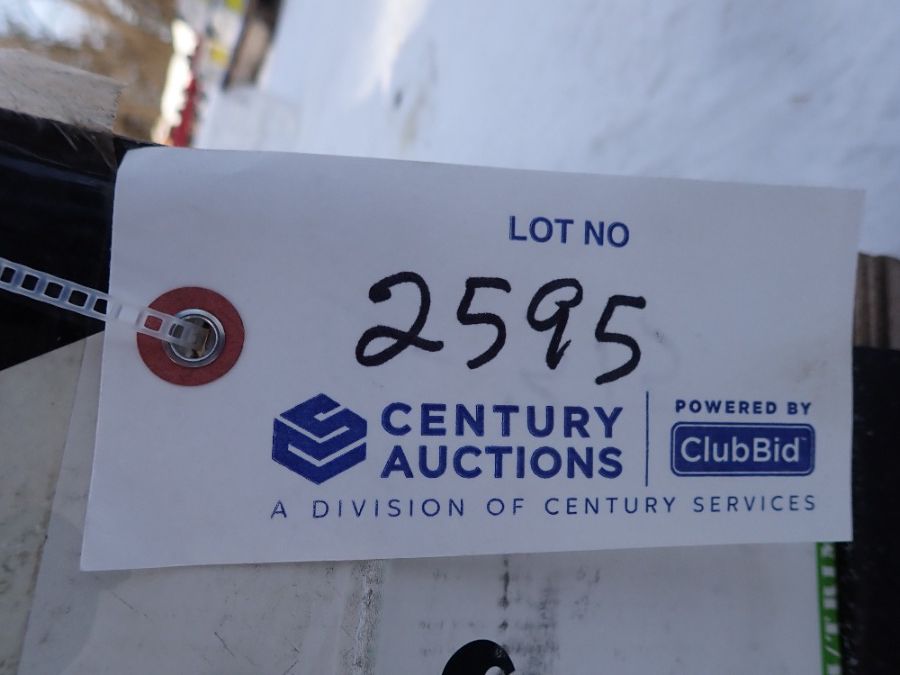 LOT NO
2595
CENTURY
AUCTIONS
A DIVISION OF CENTURY SERVICES
POWERED BY
ClubBid